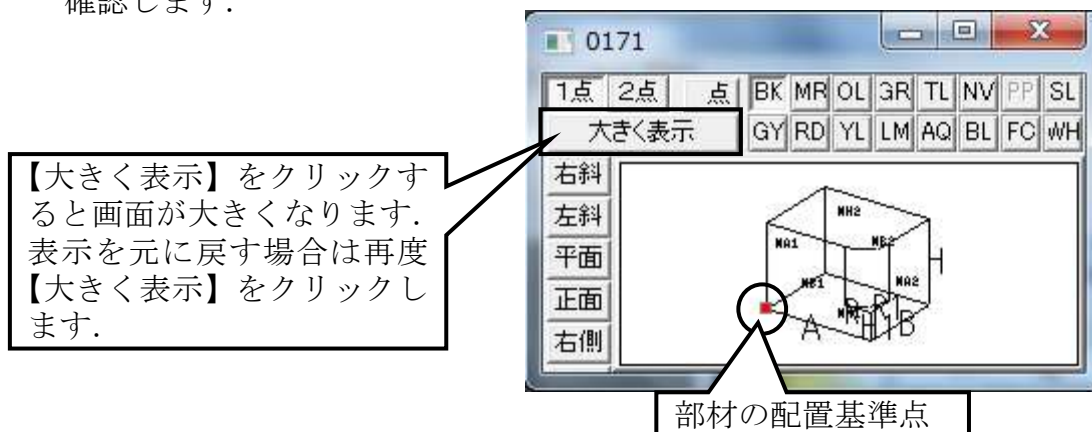 確認します.
0171
1点 2点 点 BK MR OL GR TL NV PP SL
大きく表示 GY RD YL LM AQ BL FC WH
【大きく表示】をクリックす
ると画面が大きくなります.
表示を元に戻す場合は再度
【大きく表示】をクリックし
ます.
右斜
左斜
平面
正面
右側
MH2
MA1
MB2
MB1
MA2
H
A
B
部材の配置基準点